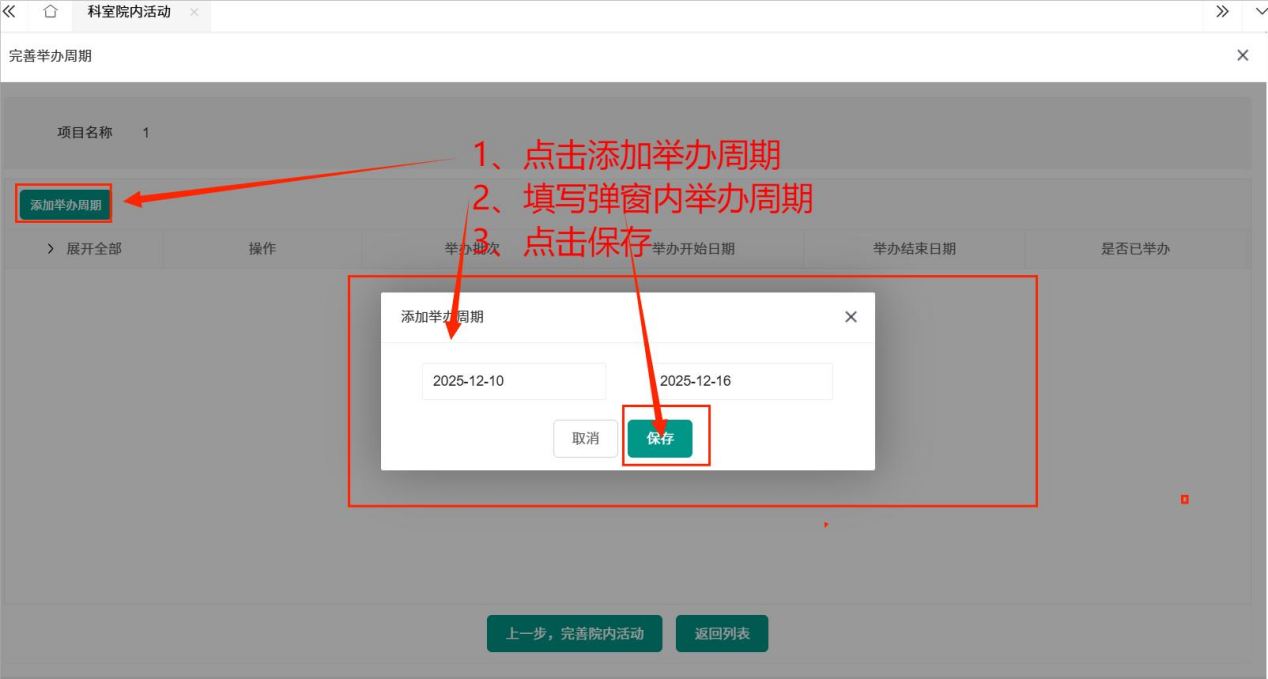 科室院内活动
完善举办周期
项目名称 1
1、点击添加举办周期
2、填写弹窗内举办周期
3、点击保存
添加举办周期
展开全部 操作 举办批次 举办开始日期 举办结束日期 是否已举办
添加举办周期
2025-12-10 2025-12-16
取消 保存
上一步，完善院内活动 返回列表